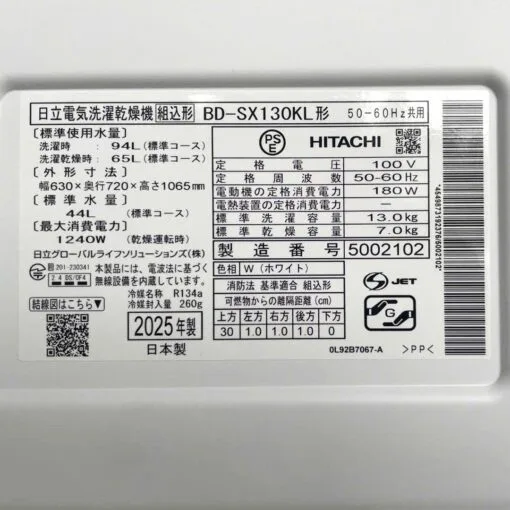 日立電気洗濯乾燥機 組込形 BD-SX130KL形 50-60Hz共用
〔標準使用水量〕
洗濯時：94L(標準コース)
洗濯乾燥時：65L(標準コース)
〔外形寸法〕
幅630×奥行720×高さ1065mm
〔標準水量〕
44L (標準コース)
〔最大消費電力〕
1240W (乾燥運転時)
日立グローバルライフソリューションズ(株)
R 201-230341
2.4 DS/OF4
本製品には、電波法に基づく
無線設備が内蔵されています。
冷媒名称 R134a
冷媒封入量 260g
結線図はこちら▼
2025年製
日本製
PSE HITACHI
定格電圧 100V
定格周波数 50-60Hz
電動機の定格消費電力 180W
電熱装置の定格消費電力 －
標準洗濯容量 13.0kg
標準乾燥容量 7.0kg
製造番号 5002102
色相 W（ホワイト）
消防法 基準適合 組込形
可燃物からの離隔距離(cm)
上方 左方 右方 後方 下方
30 1.0 1.0 1.0 0
S JET
G
0L92B7067-A >PP<